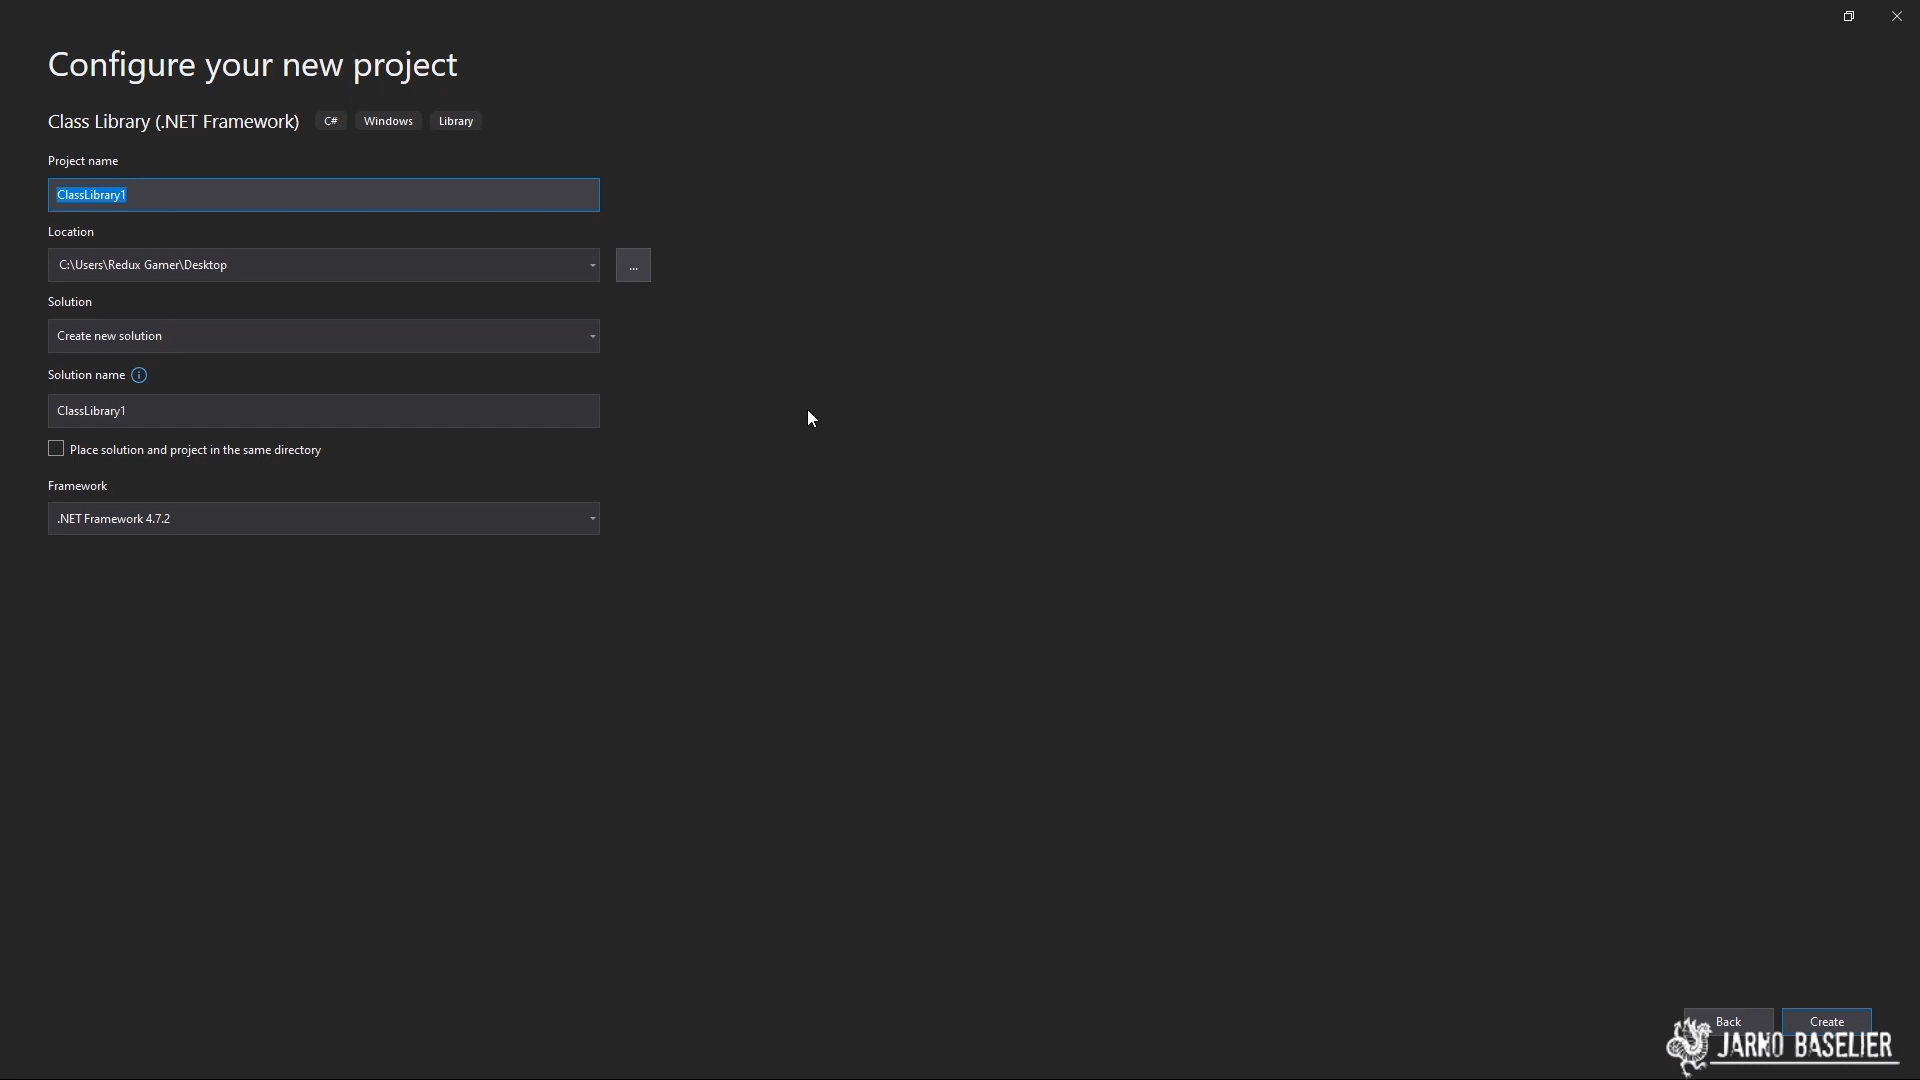 Configure your new project
Class Library (.NET Framework) C# Windows Library
Project name
ClassLibrary1
Location
C:\Users\Redux Gamer\Desktop
...
Solution
Create new solution
Solution name
ClassLibrary1
Place solution and project in the same directory
Framework
.NET Framework 4.7.2
Back Create
JARNO BASELIER